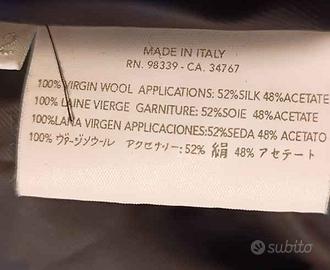 MADE IN ITALY
RN. 98339 - CA. 34767
100% VIRGIN WOOL APPLICATIONS: 52%SILK 48%ACETATE
100% LAINE VIERGE GARNITURE: 52%SOIE 48%ACETATE
100%LANA VIRGEN APPLICACIONES:52%SEDA 48% ACETATO
100% ヴァージンウール アクセサリー:52% 絹 48% アセテート
subito